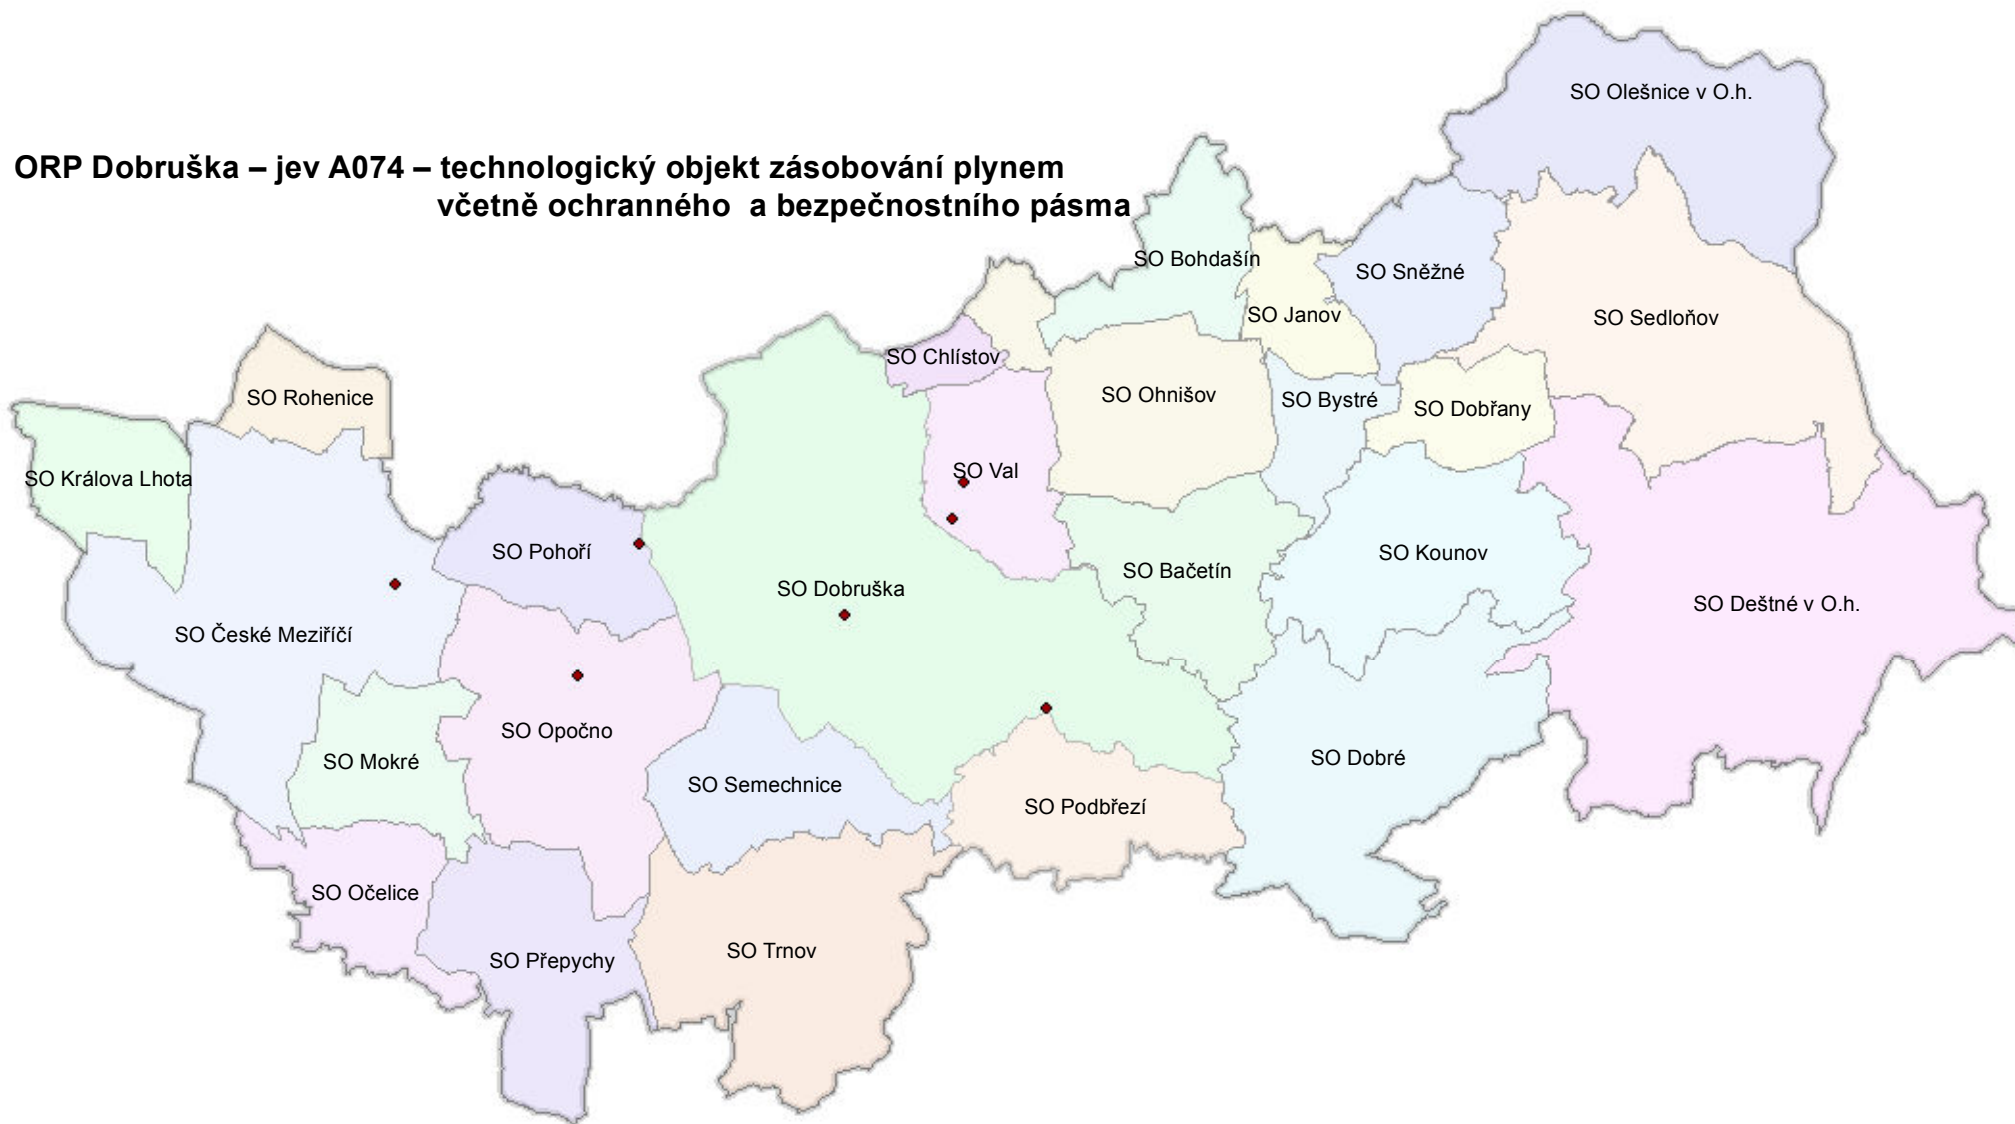 ORP Dobruška – jev A074 – technologický objekt zásobování plynem
včetně ochranného a bezpečnostního pásma
SO Olešnice v O.h.
SO Bohdašín
SO Sněžné
SO Janov
SO Sedloňov
SO Chlístov
SO Rohenice
SO Ohnišov
SO Bystré
SO Dobřany
SO Králova Lhota
SO Val
SO Pohoří
SO Kounov
SO Bačetín
SO Dobruška
SO Deštné v O.h.
SO České Meziříčí
SO Opočno
SO Mokré
SO Dobré
SO Semechnice
SO Podbřezí
SO Očelice
SO Trnov
SO Přepychy